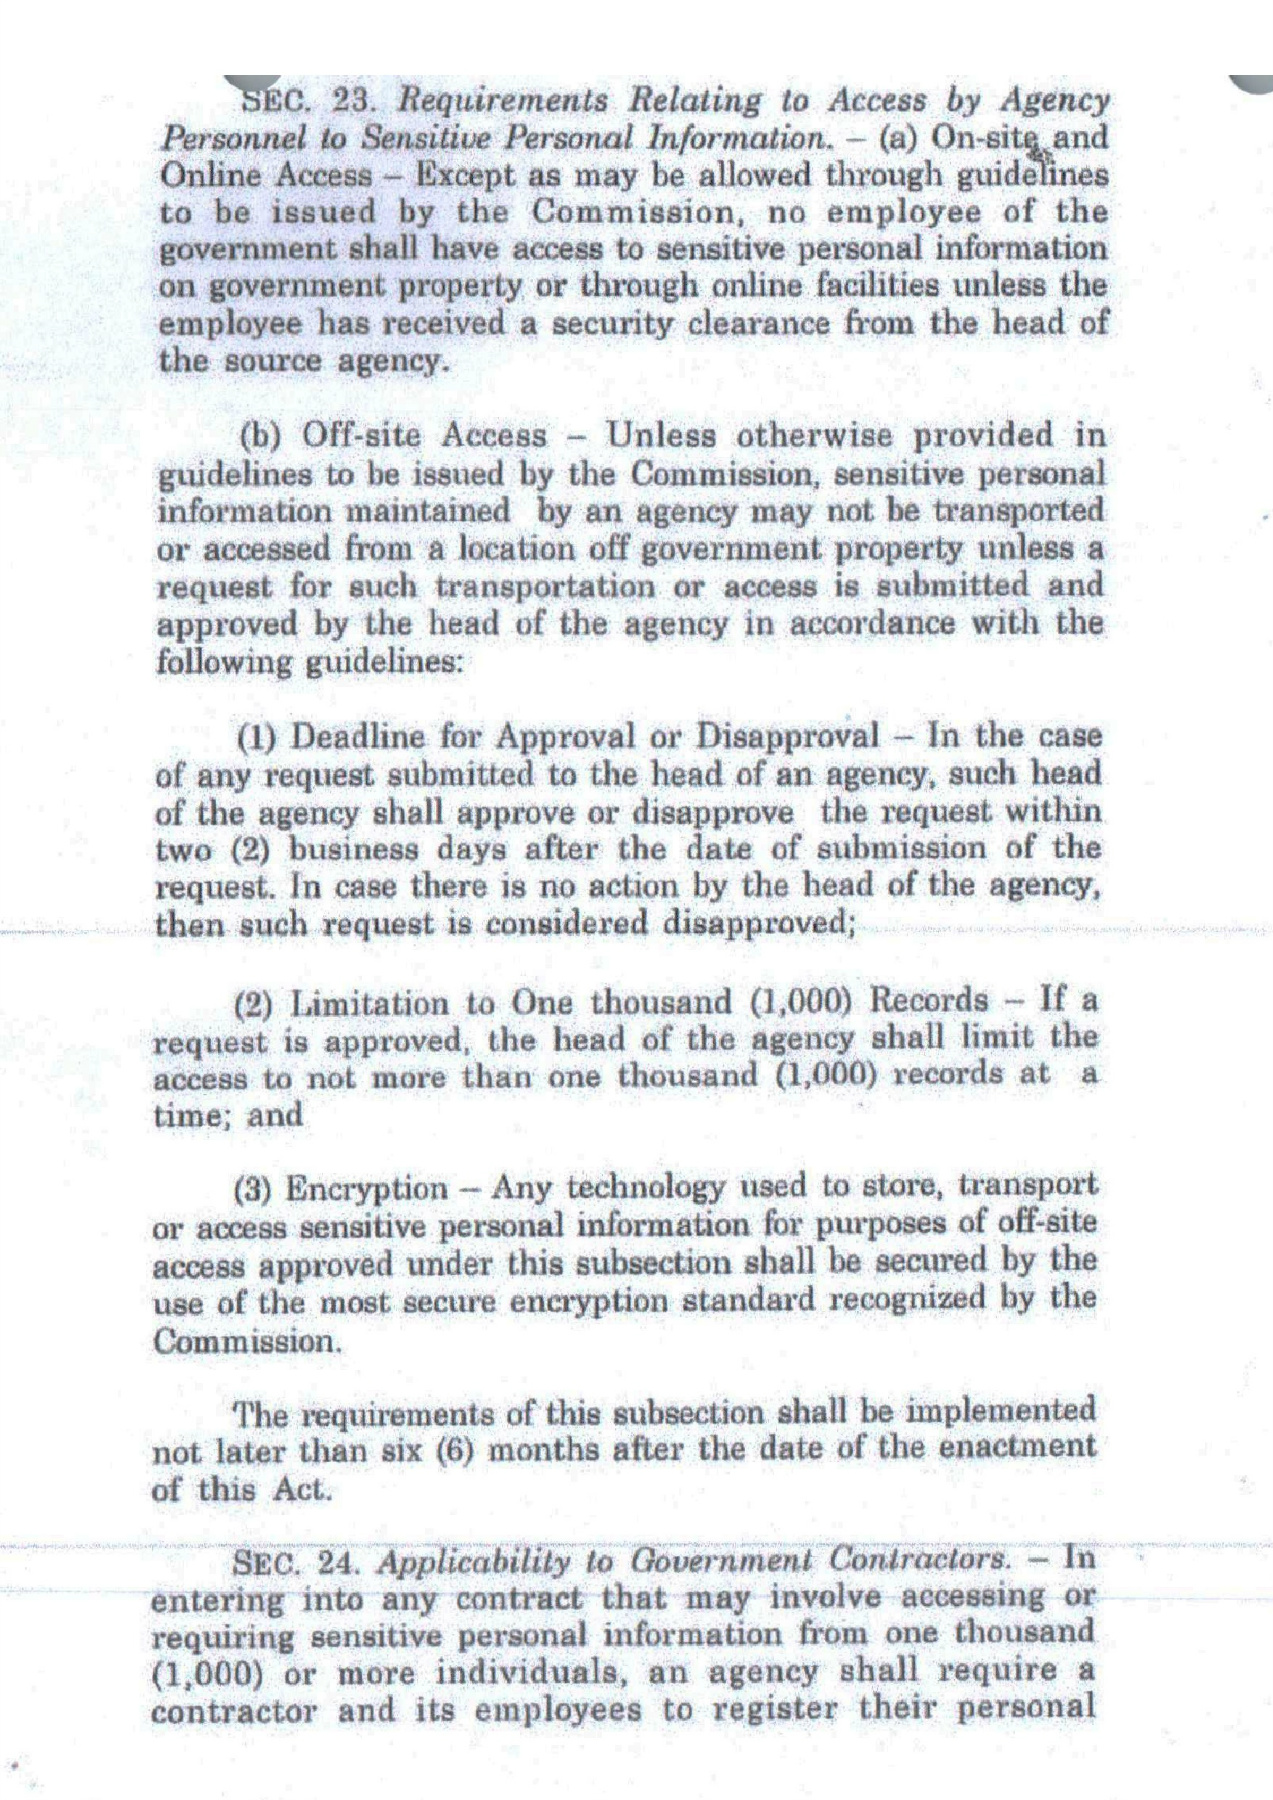 SEC. 23. Requirements Relating to Access by Agency
Personnel to Sensitive Personal Information. – (a) On-site and
Online Access – Except as may be allowed through guidelines
to be issued by the Commission, no employee of the
government shall have access to sensitive personal information
on government property or through online facilities unless the
employee has received a security clearance from the head of
the source agency.
(b) Off-site Access – Unless otherwise provided in
guidelines to be issued by the Commission, sensitive personal
information maintained by an agency may not be transported
or accessed from a location off government property unless a
request for such transportation or access is submitted and
approved by the head of the agency in accordance with the
following guidelines:
(1) Deadline for Approval or Disapproval – In the case
of any request submitted to the head of an agency, such head
of the agency shall approve or disapprove the request within
two (2) business days after the date of submission of the
request. In case there is no action by the head of the agency,
then such request is considered disapproved;
(2) Limitation to One thousand (1,000) Records – If a
request is approved, the head of the agency shall limit the
access to not more than one thousand (1,000) records at a
time; and
(3) Encryption – Any technology used to store, transport
or access sensitive personal information for purposes of off-site
access approved under this subsection shall be secured by the
use of the most secure encryption standard recognized by the
Commission.
The requirements of this subsection shall be implemented
not later than six (6) months after the date of the enactment
of this Act.
SEC. 24. Applicability to Government Contractors. – In
entering into any contract that may involve accessing or
requiring sensitive personal information from one thousand
(1,000) or more individuals, an agency shall require a
contractor and its employees to register their personal